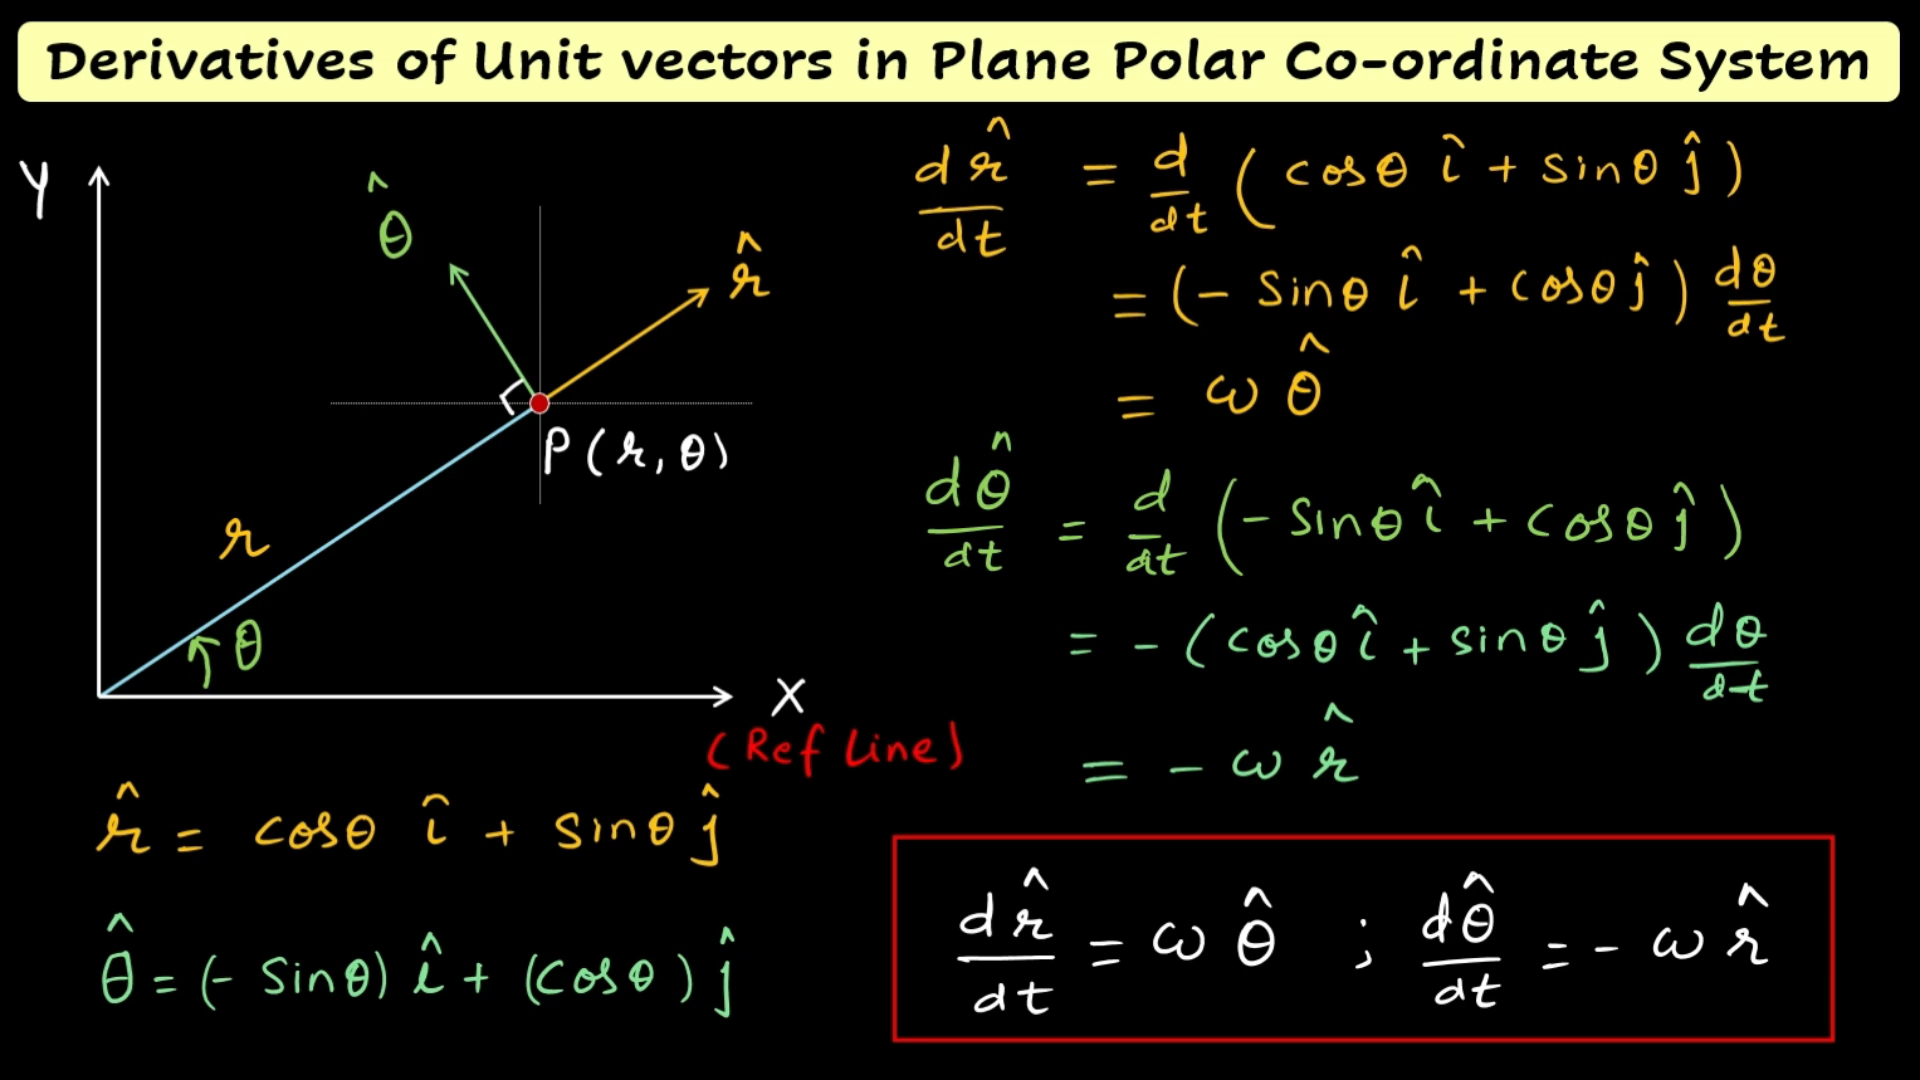 Derivatives of Unit vectors in Plane Polar Co-ordinate System
Y
θ̂
r̂
P(r, θ)
r
θ
X
(Ref Line)
r̂ = cosθ î + sinθ ĵ
θ̂ = (- sinθ) î + (cosθ) ĵ
dr̂/dt = d/dt (cosθ î + sinθ ĵ)
= (- sinθ î + cosθ ĵ) dθ/dt
= ω θ̂
dθ̂/dt = d/dt (- sinθ î + cosθ ĵ)
= - (cosθ î + sinθ ĵ) dθ/dt
= - ω r̂
dr̂/dt = ω θ̂ ; dθ̂/dt = - ω r̂